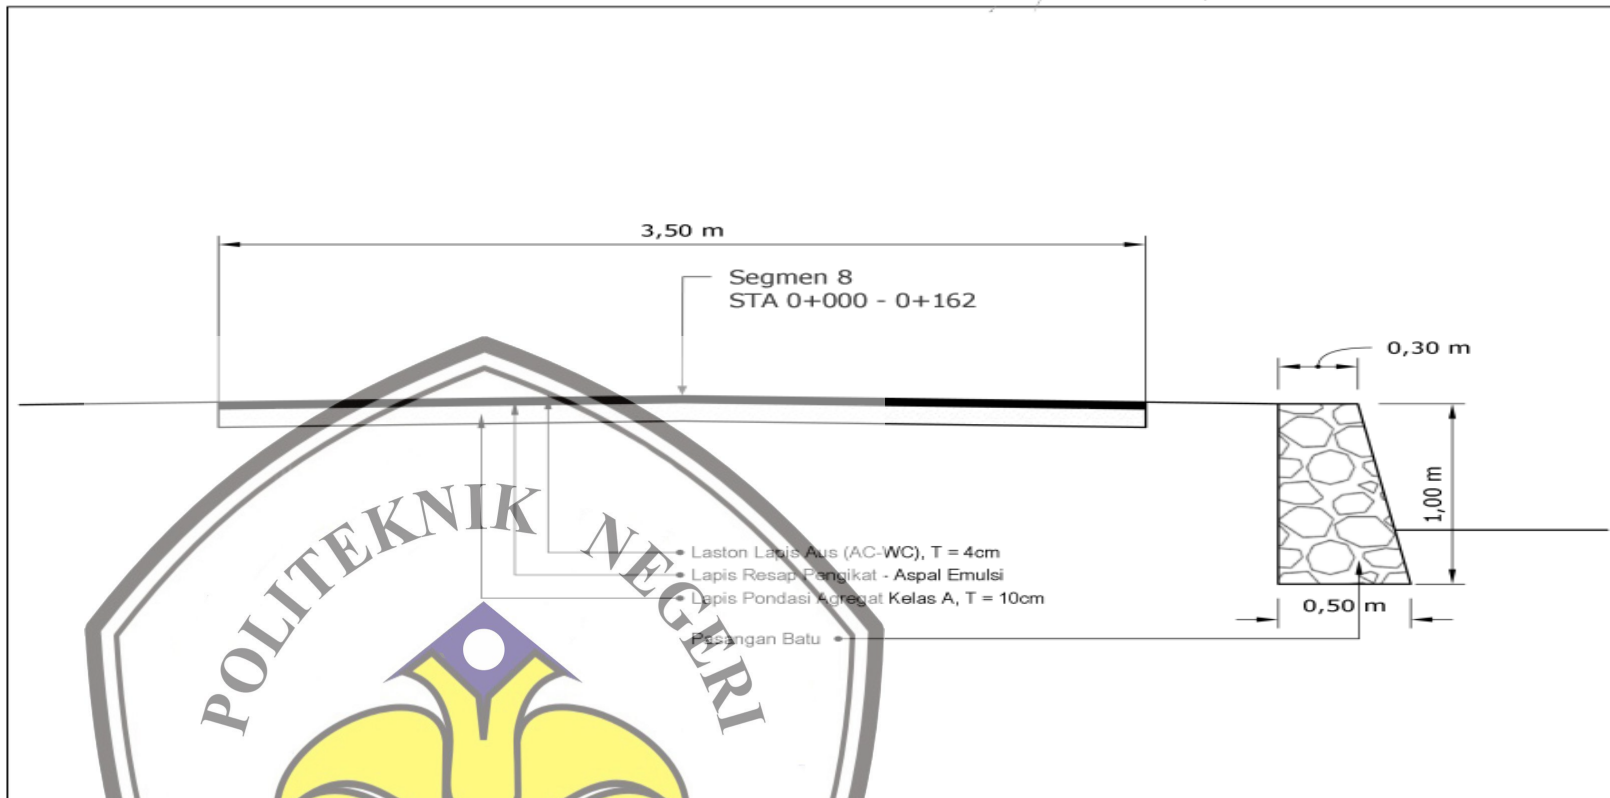 3,50 m
Segmen 8
STA 0+000 - 0+162
0,30 m
1,00 m
Laston Lapis Aus (AC-WC), T = 4cm
Lapis Resap Pengikat - Aspal Emulsi
Lapis Pondasi Agregat Kelas A, T = 10cm
0,50 m
Pasangan Batu
POLITEKNIK NEGERI